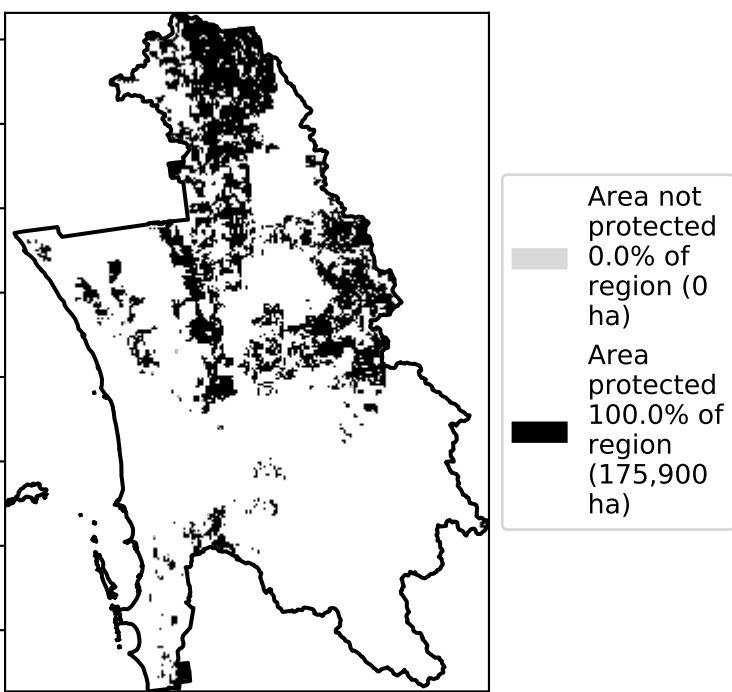 Area not
protected
0.0% of
region (0
ha)
Area
protected
100.0% of
region
(175,900
ha)